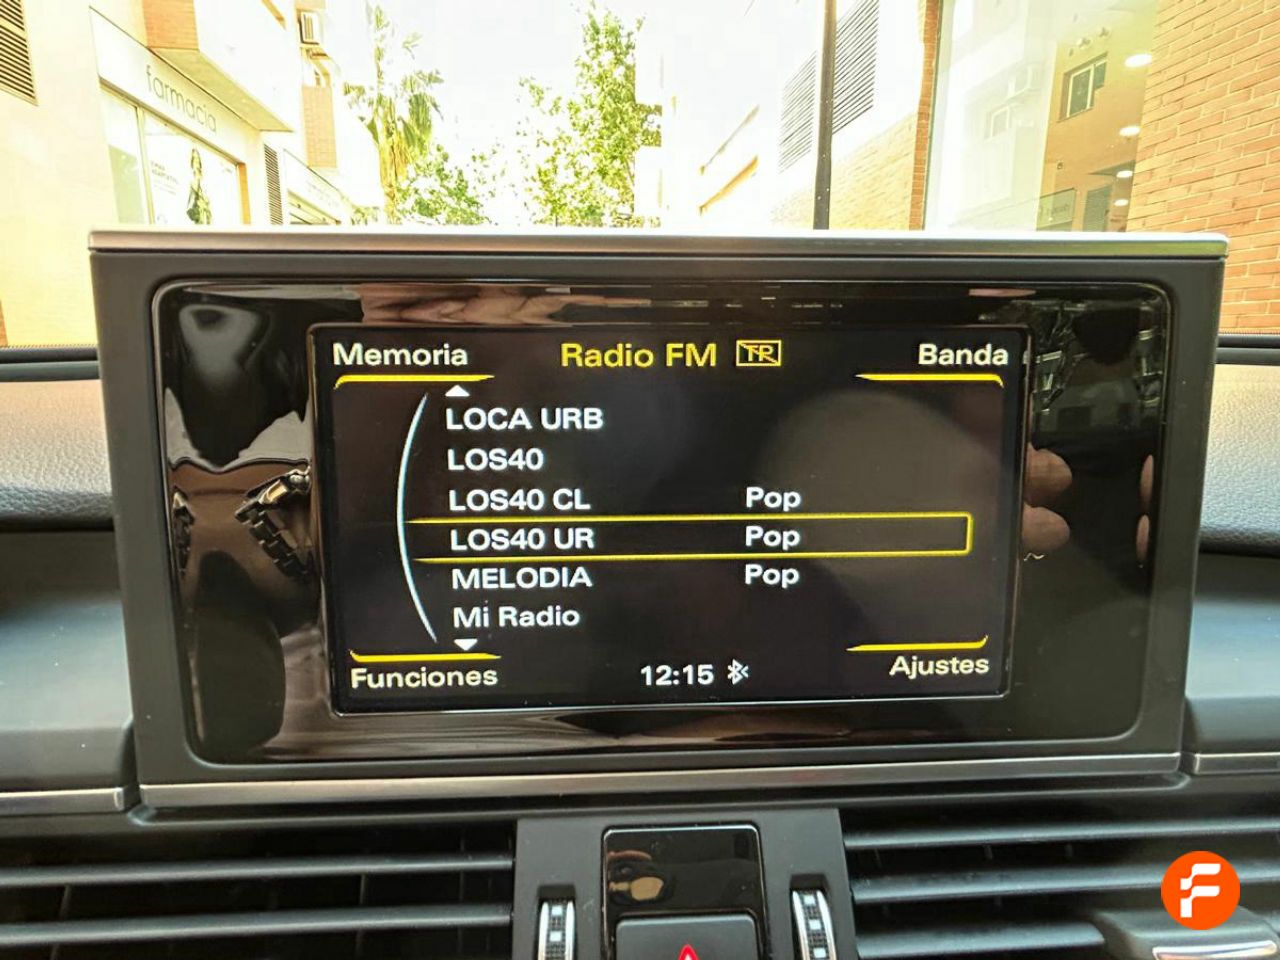 farmacia
Memoria Radio FM TR Banda
LOCA URB
LOS40
LOS40 CL Pop
LOS40 UR Pop
MELODIA Pop
Mi Radio
Funciones 12:15 Ajustes